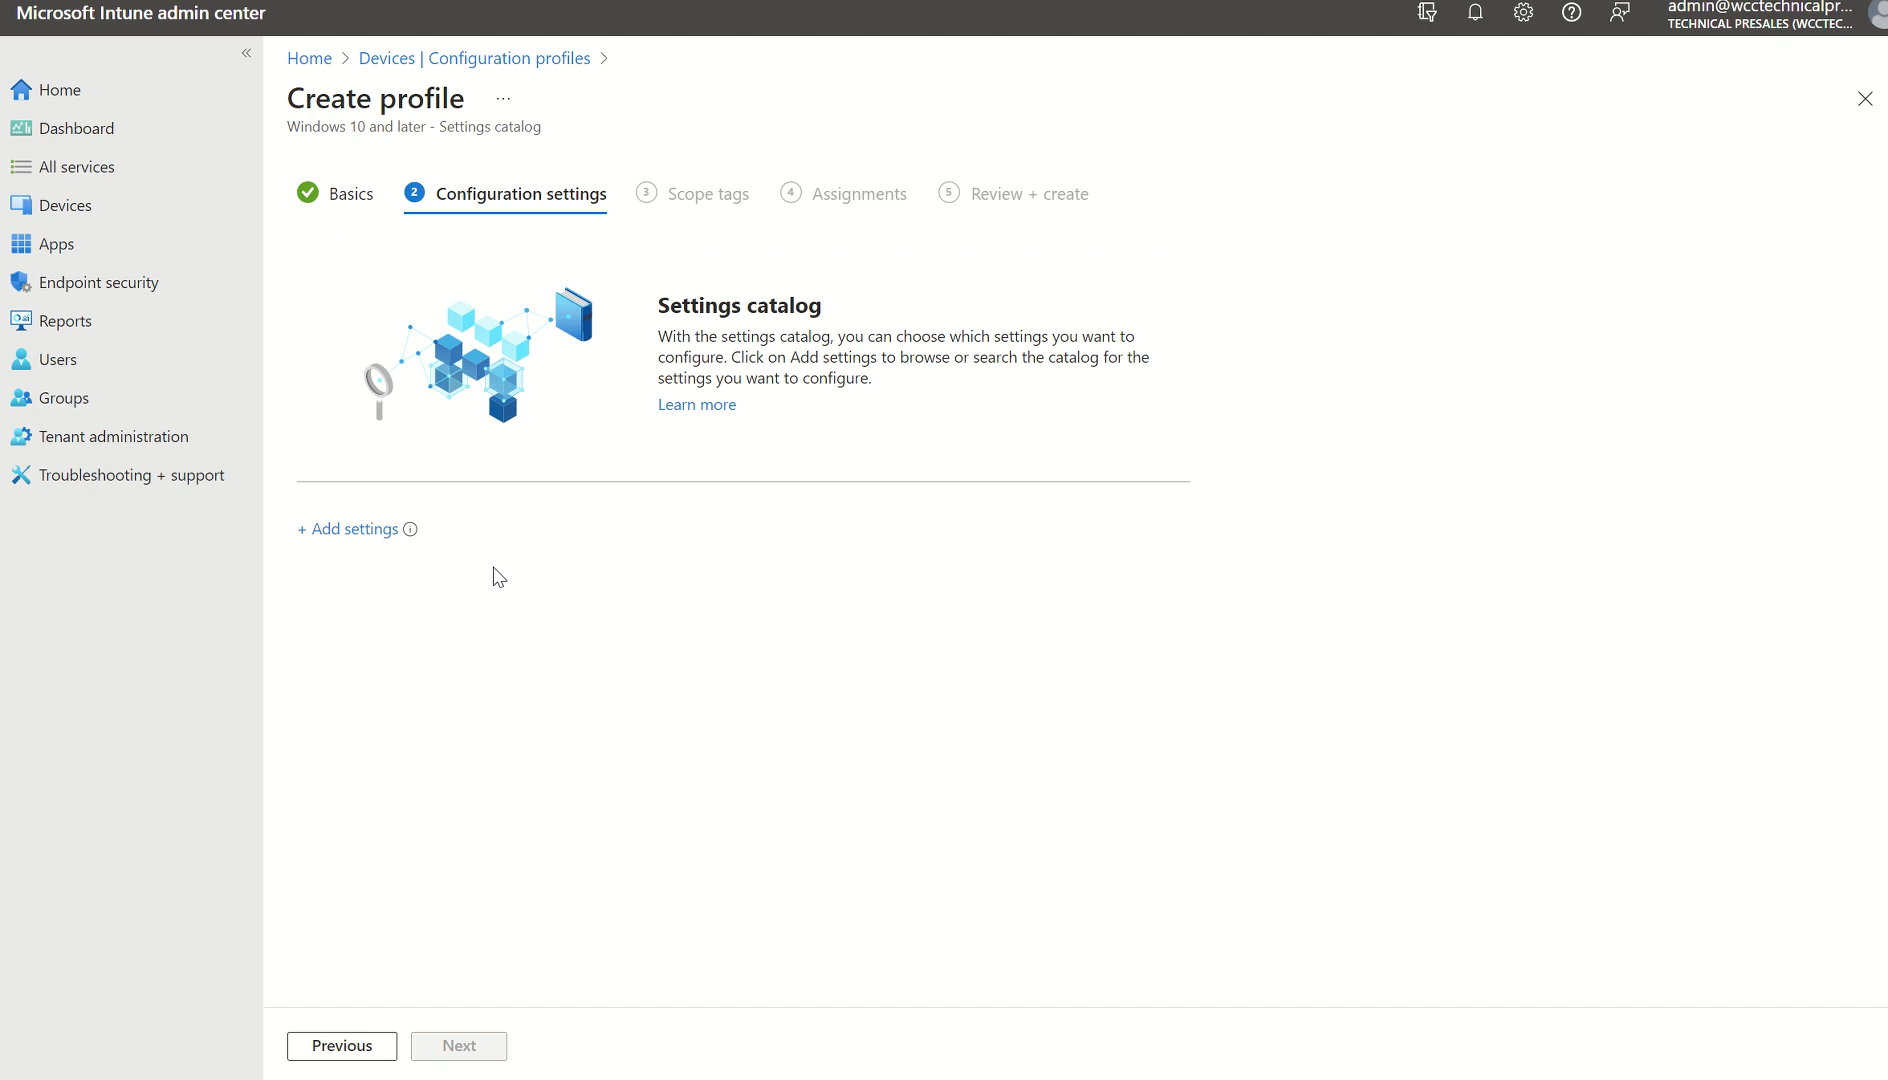 Microsoft Intune admin center
admin@wcctechnicalpr...
TECHNICAL PRESALES (WCCTEC...
«
Home
Dashboard
All services
Devices
Apps
Endpoint security
Reports
Users
Groups
Tenant administration
Troubleshooting + support
Home > Devices | Configuration profiles >
Create profile ...
Windows 10 and later - Settings catalog
Basics
2 Configuration settings
3 Scope tags
4 Assignments
5 Review + create
Settings catalog
With the settings catalog, you can choose which settings you want to
configure. Click on Add settings to browse or search the catalog for the
settings you want to configure.
Learn more
+ Add settings
Previous
Next